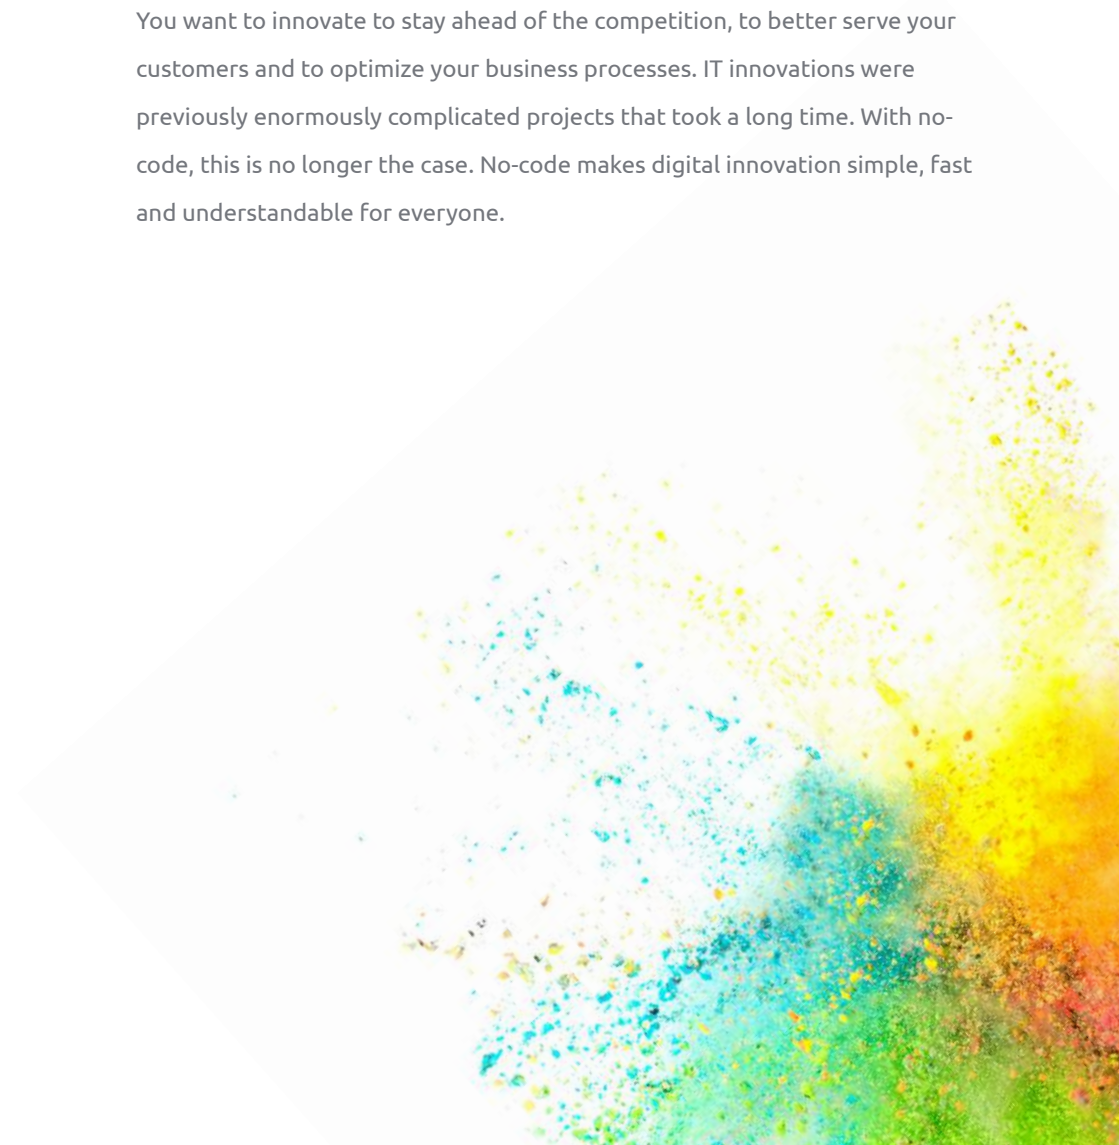 You want to innovate to stay ahead of the competition, to better serve your
customers and to optimize your business processes. IT innovations were
previously enormously complicated projects that took a long time. With no-
code, this is no longer the case. No-code makes digital innovation simple, fast
and understandable for everyone.